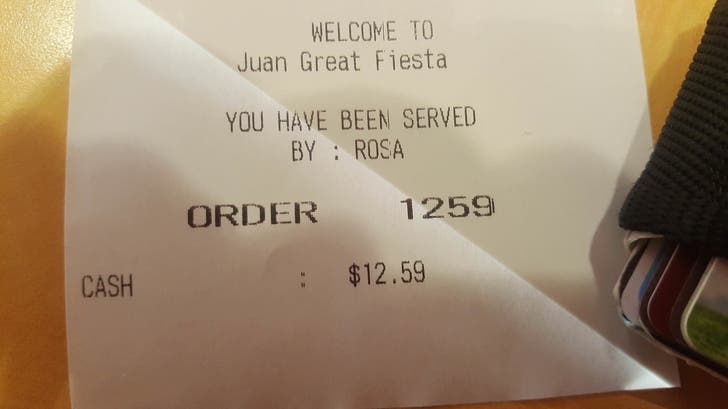 WELCOME TO
Juan Great Fiesta
YOU HAVE BEEN SERVED
BY : ROSA
ORDER 1259
CASH : $12.59